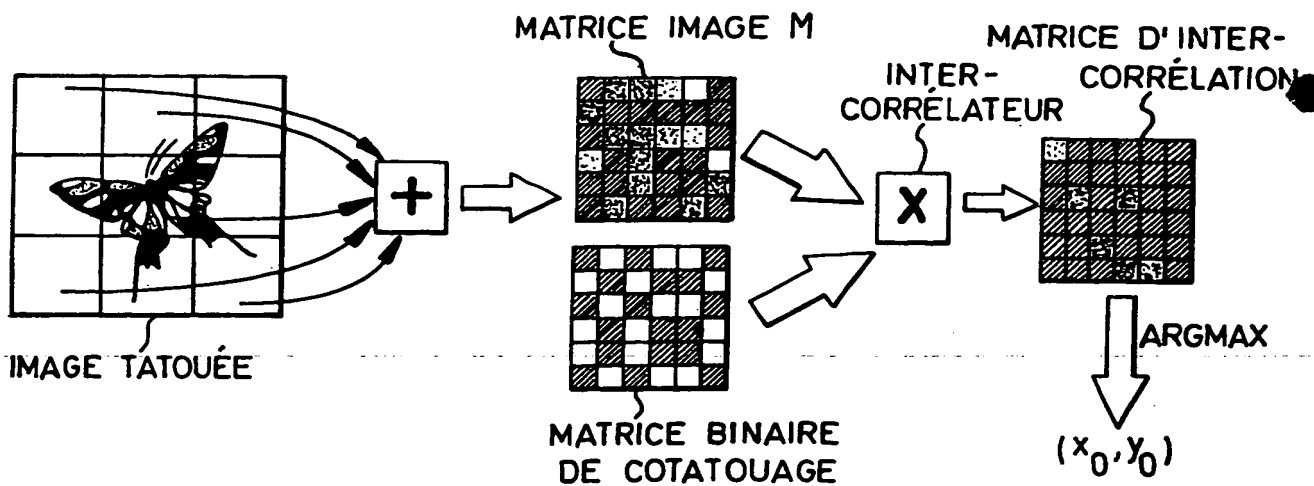 MATRICE IMAGE M
INTER-
CORRÉLATEUR
MATRICE D'INTER-
CORRÉLATION
+
X
IMAGE TATOUÉE
MATRICE BINAIRE
DE COTATOUAGE
ARGMAX
(x₀, y₀)